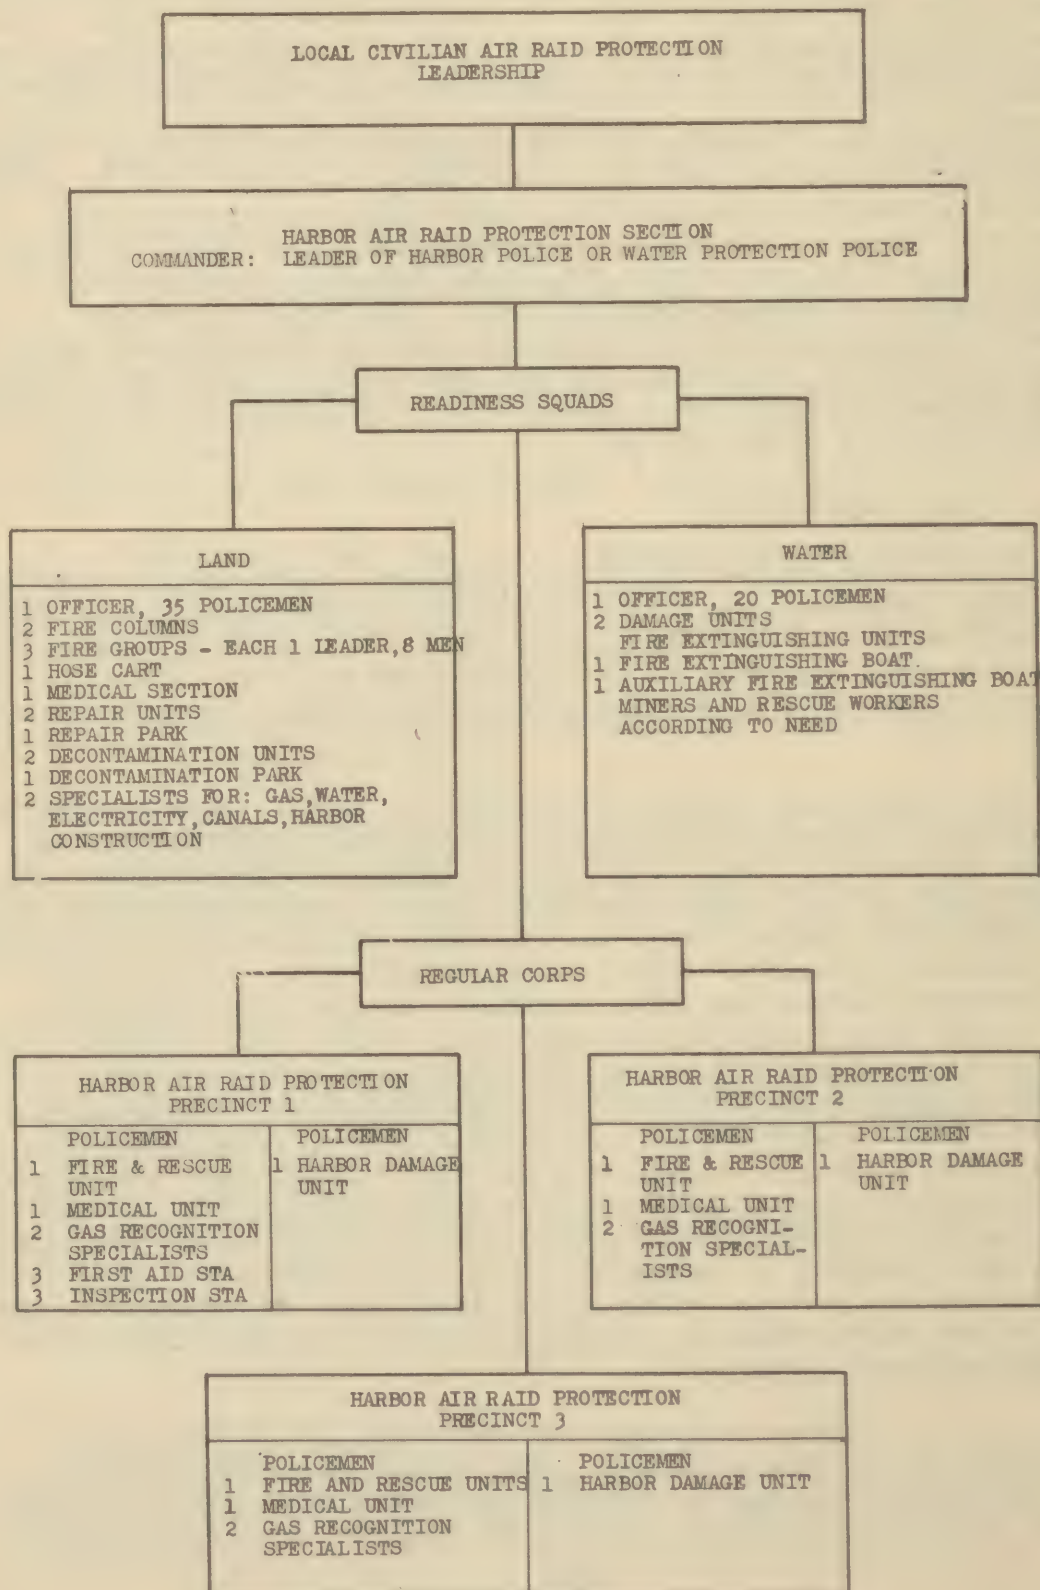 LOCAL CIVILIAN AIR RAID PROTECTION
LEADERSHIP
HARBOR AIR RAID PROTECTION SECTION
COMMANDER: LEADER OF HARBOR POLICE OR WATER PROTECTION POLICE
READINESS SQUADS
LAND
1 OFFICER, 35 POLICEMEN
2 FIRE COLUMNS
3 FIRE GROUPS - EACH 1 LEADER, 8 MEN
1 HOSE CART
1 MEDICAL SECTION
2 REPAIR UNITS
1 REPAIR PARK
2 DECONTAMINATION UNITS
1 DECONTAMINATION PARK
2 SPECIALISTS FOR: GAS, WATER,
ELECTRICITY, CANALS, HARBOR
CONSTRUCTION
WATER
1 OFFICER, 20 POLICEMEN
2 DAMAGE UNITS
FIRE EXTINGUISHING UNITS
1 FIRE EXTINGUISHING BOAT.
1 AUXILIARY FIRE EXTINGUISHING BOAT
MINERS AND RESCUE WORKERS
ACCORDING TO NEED
REGULAR CORPS
HARBOR AIR RAID PROTECTION
PRECINCT 1
POLICEMEN
1 FIRE & RESCUE
UNIT
1 MEDICAL UNIT
2 GAS RECOGNITION
SPECIALISTS
3 FIRST AID STA
3 INSPECTION STA
POLICEMEN
1 HARBOR DAMAGE
UNIT
HARBOR AIR RAID PROTECTION
PRECINCT 2
POLICEMEN
1 FIRE & RESCUE
UNIT
1 MEDICAL UNIT
2 GAS RECOGNI-
TION SPECIAL-
ISTS
POLICEMEN
1 HARBOR DAMAGE
UNIT
HARBOR AIR RAID PROTECTION
PRECINCT 3
POLICEMEN
1 FIRE AND RESCUE UNITS
1 MEDICAL UNIT
2 GAS RECOGNITION
SPECIALISTS
POLICEMEN
1 HARBOR DAMAGE UNIT